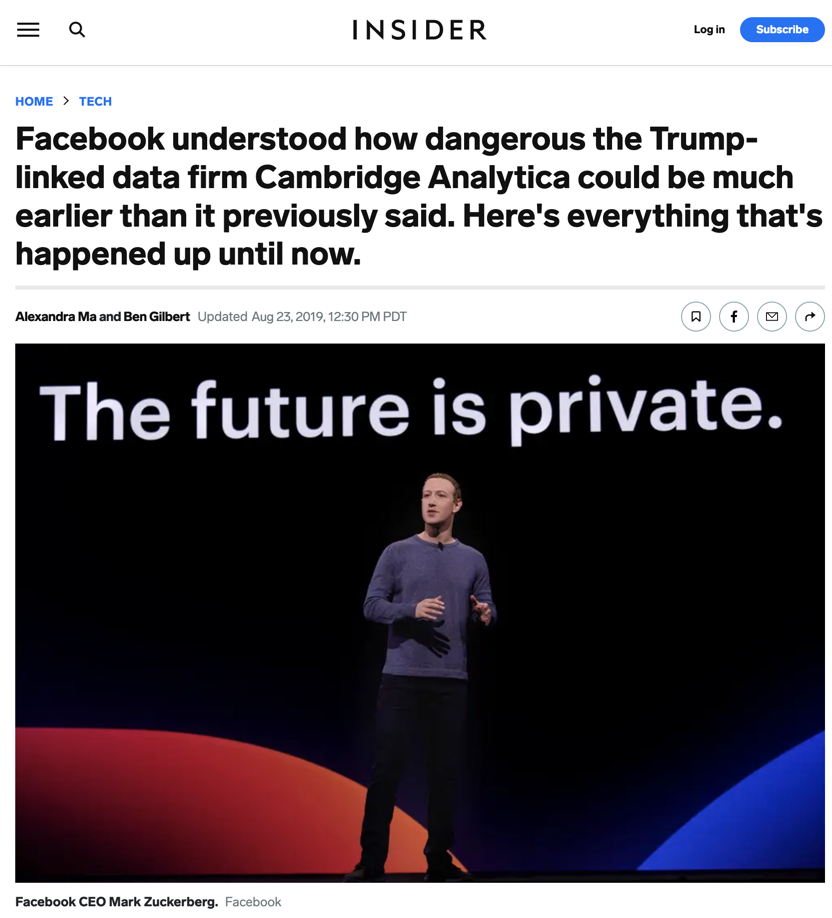 INSIDER
Log in
Subscribe
HOME > TECH
Facebook understood how dangerous the Trump-
linked data firm Cambridge Analytica could be much
earlier than it previously said. Here's everything that's
happened up until now.
Alexandra Ma and Ben Gilbert Updated Aug 23, 2019, 12:30 PM PDT
The future is private.
Facebook CEO Mark Zuckerberg. Facebook